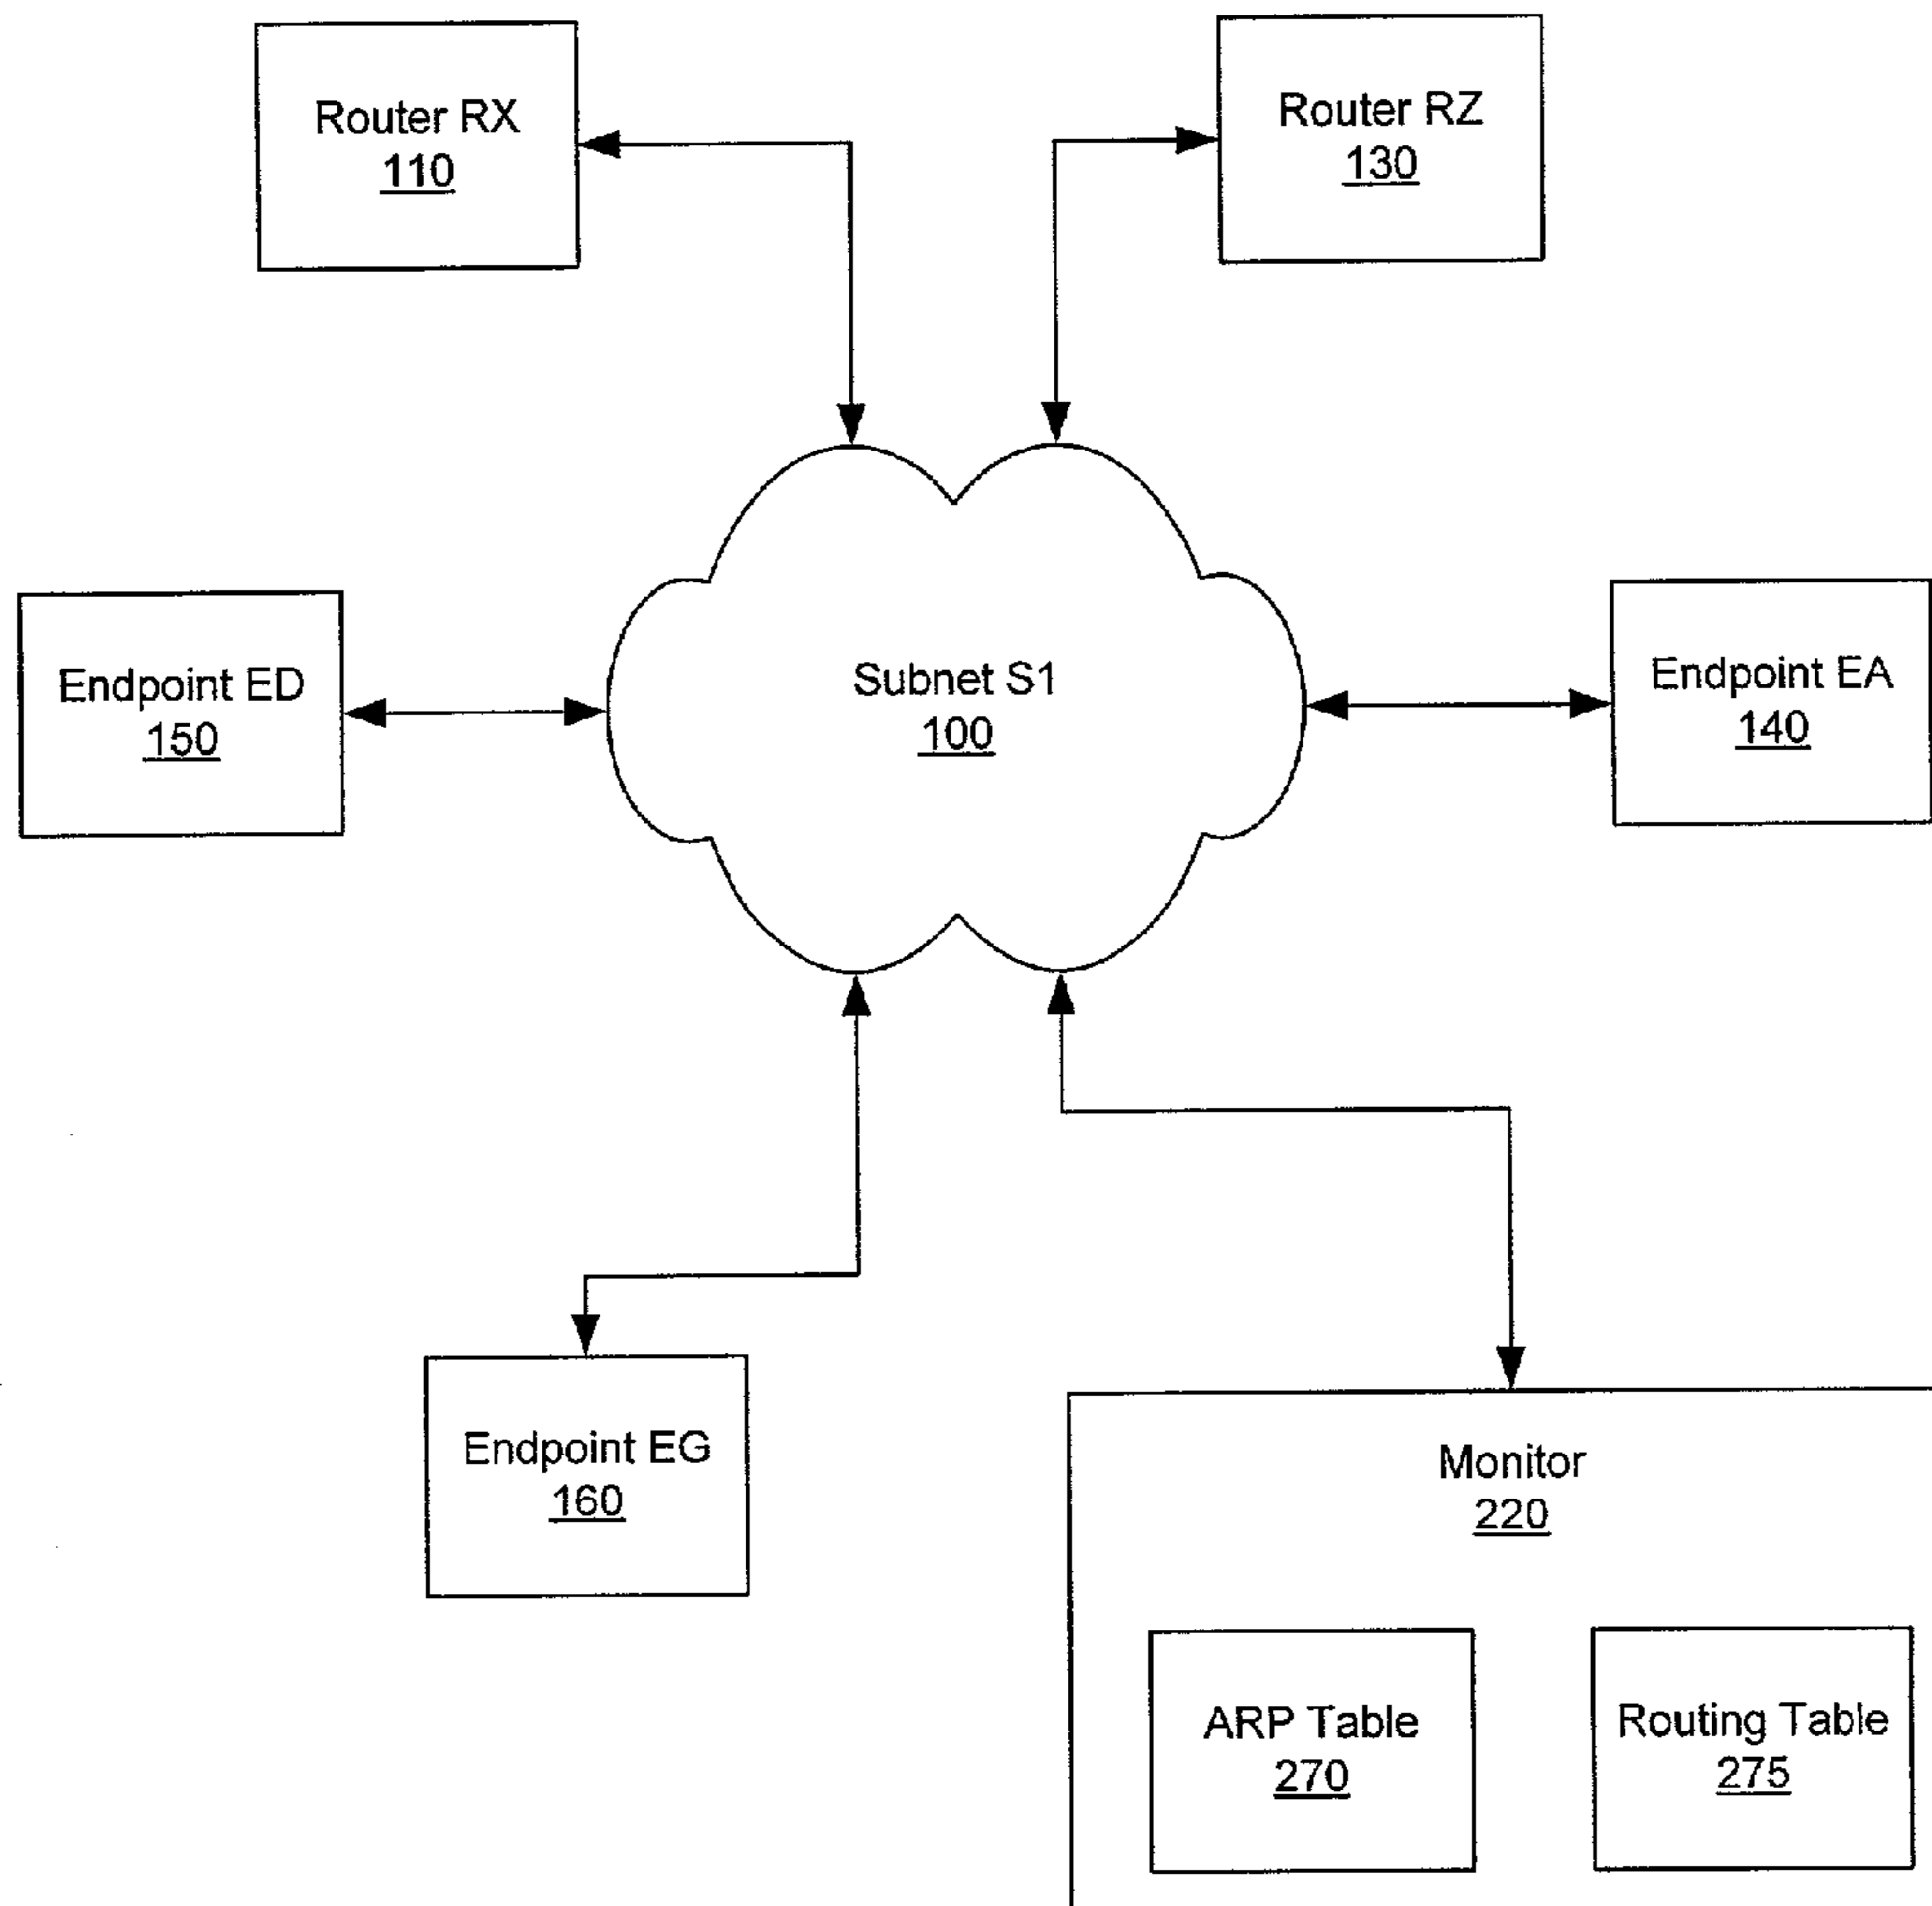 Router RX
110
Router RZ
130
Endpoint ED
150
Subnet S1
100
Endpoint EA
140
Endpoint EG
160
Monitor
220
ARP Table
270
Routing Table
275